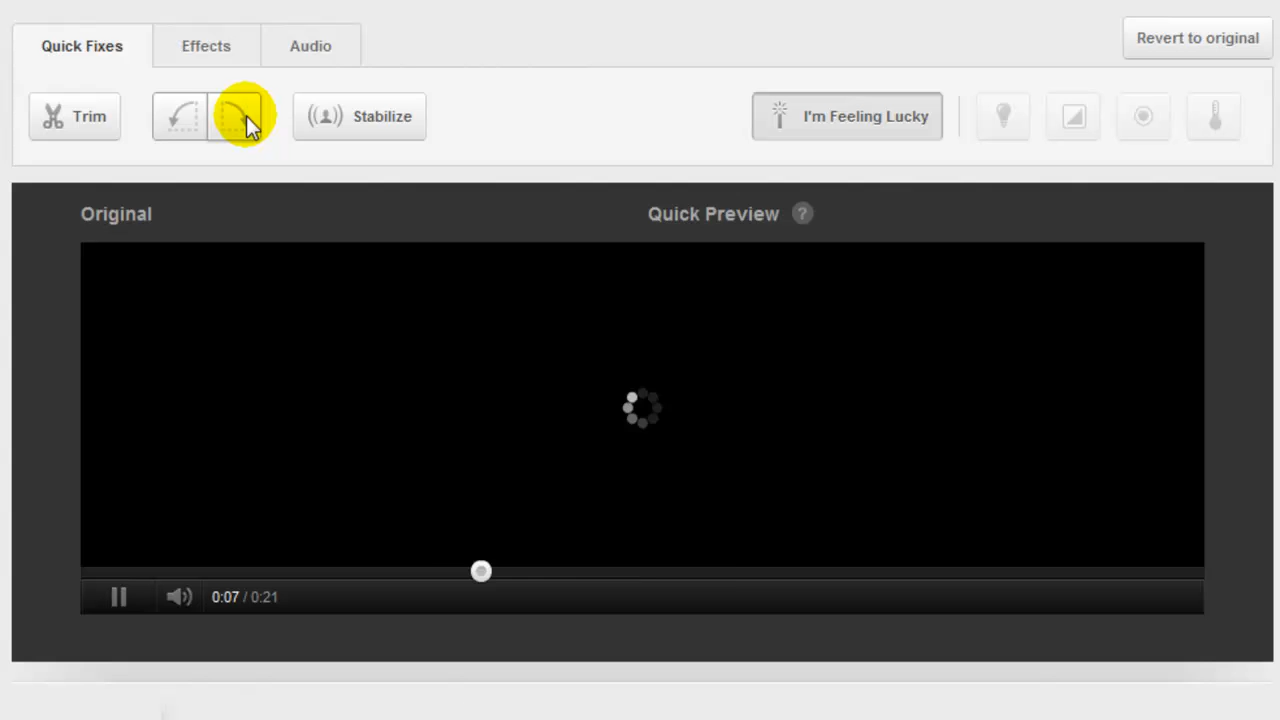 Quick Fixes Effects Audio Revert to original
Trim Stabilize I'm Feeling Lucky
Original Quick Preview ?
0:07 / 0:21